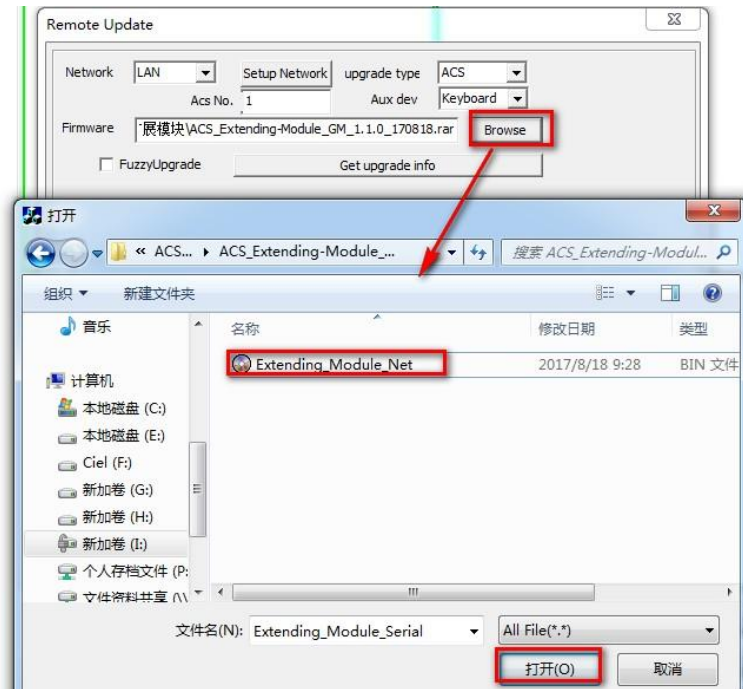 Remote Update
Network LAN Setup Network upgrade type ACS
Acs No. 1 Aux dev Keyboard
Firmware 展模块\ACS_Extending-Module_GM_1.1.0_170818.rar Browse
FuzzyUpgrade Get upgrade info
打开
« ACS... ACS_Extending-Module_... 搜索 ACS_Extending-Modul...
组织 新建文件夹
名称 修改日期 类型
音乐
Extending_Module_Net 2017/8/18 9:28 BIN 文件
计算机
本地磁盘 (C:)
本地磁盘 (E:)
Ciel (F:)
新加卷 (G:)
新加卷 (H:)
新加卷 (I:)
个人存档文件 (P:
文件资料共享 (\\
文件名(N): Extending_Module_Serial All File(*.*)
打开(O) 取消